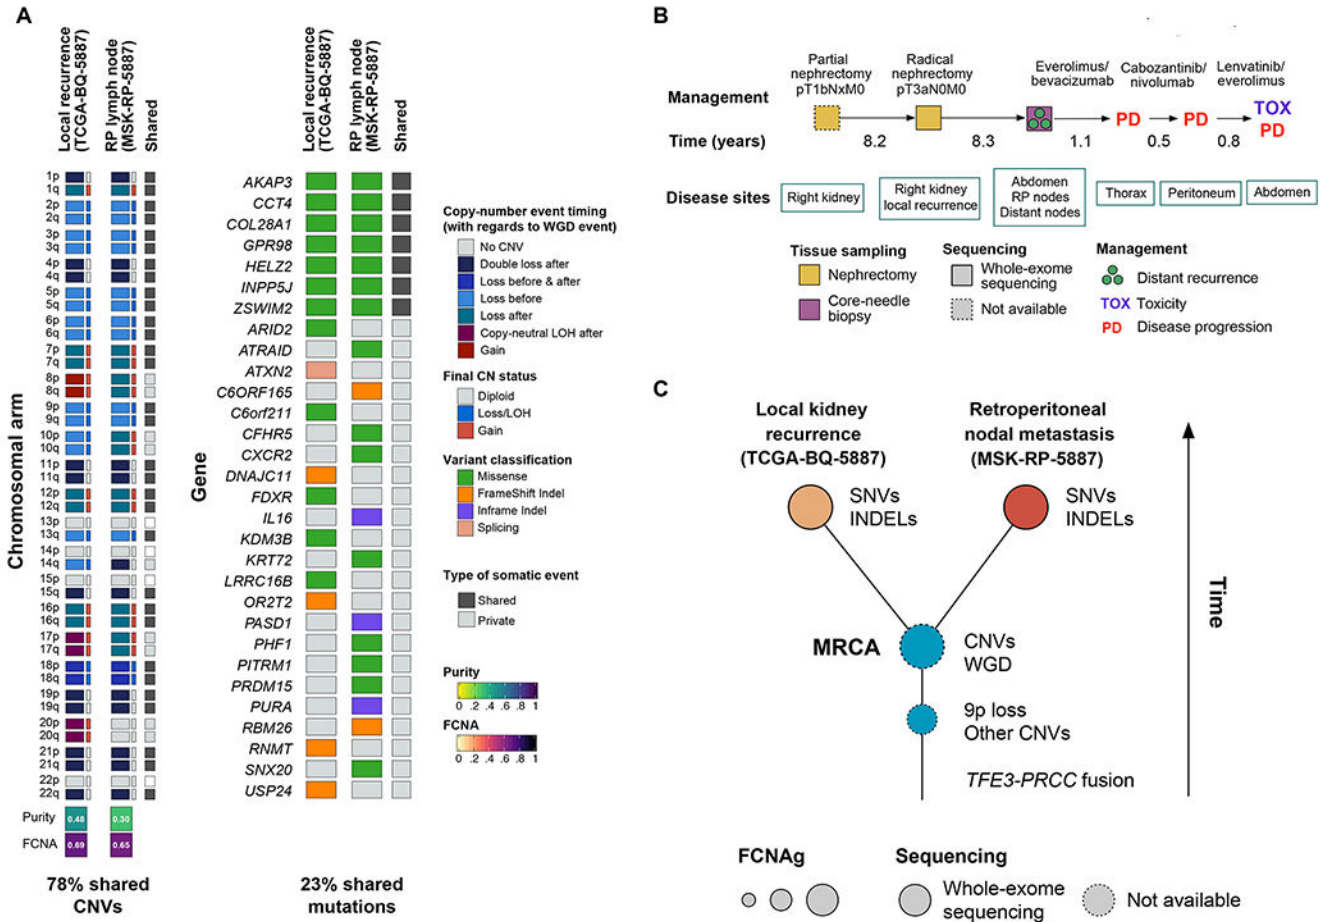 A
Local recurrence
(TCGA-BQ-5887)
RP lymph node
(MSK-RP-5887)
Shared
Chromosomal arm
1p
1q
2p
2q
3p
3q
4p
4q
5p
5q
6p
6q
7p
7q
8p
8q
9p
9q
10p
10q
11p
11q
12p
12q
13p
13q
14p
14q
15p
15q
16p
16q
17p
17q
18p
18q
19p
19q
20p
20q
21p
21q
22p
22q
Purity
0.48
0.30
FCNA
0.69
0.65
78% shared
CNVs
Local recurrence
(TCGA-BQ-5887)
RP lymph node
(MSK-RP-5887)
Shared
Gene
AKAP3
CCT4
COL28A1
GPR98
HELZ2
INPP5J
ZSWIM2
ARID2
ATRAID
ATXN2
C6ORF165
C6orf211
CFHR5
CXCR2
DNAJC11
FDXR
IL16
KDM3B
KRT72
LRRC16B
OR2T2
PASD1
PHF1
PITRM1
PRDM15
PURA
RBM26
RNMT
SNX20
USP24
23% shared
mutations
Copy-number event timing
(with regards to WGD event)
No CNV
Double loss after
Loss before & after
Loss before
Loss after
Copy-neutral LOH after
Gain
Final CN status
Diploid
Loss/LOH
Gain
Variant classification
Missense
FrameShift Indel
Inframe Indel
Splicing
Type of somatic event
Shared
Private
Purity
0 .2 .4 .6 .8 1
FCNA
0 .2 .4 .6 .8 1
B
Management
Partial
nephrectomy
pT1bNxM0
Radical
nephrectomy
pT3aN0M0
Everolimus/
bevacizumab
Cabozantinib/
nivolumab
Lenvatinib/
everolimus
PD
PD
TOX
PD
Time (years)
8.2
8.3
1.1
0.5
0.8
Disease sites
Right kidney
Right kidney
local recurrence
Abdomen
RP nodes
Distant nodes
Thorax
Peritoneum
Abdomen
Tissue sampling
Nephrectomy
Core-needle
biopsy
Sequencing
Whole-exome
sequencing
Not available
Management
Distant recurrence
TOX Toxicity
PD Disease progression
C
Local kidney
recurrence
(TCGA-BQ-5887)
Retroperitoneal
nodal metastasis
(MSK-RP-5887)
SNVs
INDELs
SNVs
INDELs
MRCA
CNVs
WGD
9p loss
Other CNVs
TFE3-PRCC fusion
Time
FCNAg
Sequencing
Whole-exome
sequencing
Not available